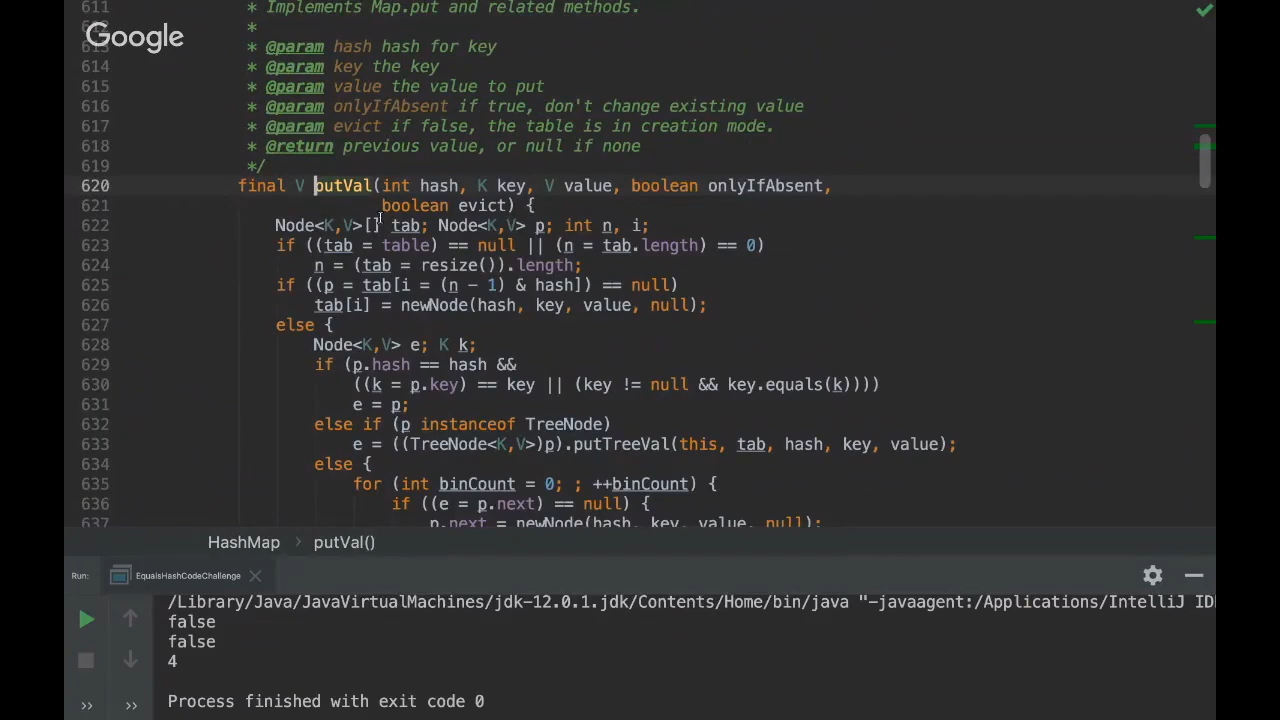 611 * Implements Map.put and related methods.
612 *
Google
613 * @param hash hash for key
614 * @param key the key
615 * @param value the value to put
616 * @param onlyIfAbsent if true, don't change existing value
617 * @param evict if false, the table is in creation mode.
618 * @return previous value, or null if none
619 */
620 final V putVal(int hash, K key, V value, boolean onlyIfAbsent,
621 boolean evict) {
622 Node<K,V>[] tab; Node<K,V> p; int n, i;
623 if ((tab = table) == null || (n = tab.length) == 0)
624 n = (tab = resize()).length;
625 if ((p = tab[i = (n - 1) & hash]) == null)
626 tab[i] = newNode(hash, key, value, null);
627 else {
628 Node<K,V> e; K k;
629 if (p.hash == hash &&
630 ((k = p.key) == key || (key != null && key.equals(k))))
631 e = p;
632 else if (p instanceof TreeNode)
633 e = ((TreeNode<K,V>)p).putTreeVal(this, tab, hash, key, value);
634 else {
635 for (int binCount = 0; ; ++binCount) {
636 if ((e = p.next) == null) {
637 p.next = newNode(hash, key, value, null);
HashMap > putVal()
Run: EqualsHashCodeChallenge
/Library/Java/JavaVirtualMachines/jdk-12.0.1.jdk/Contents/Home/bin/java "-javaagent:/Applications/IntelliJ ID
false
false
4
Process finished with exit code 0